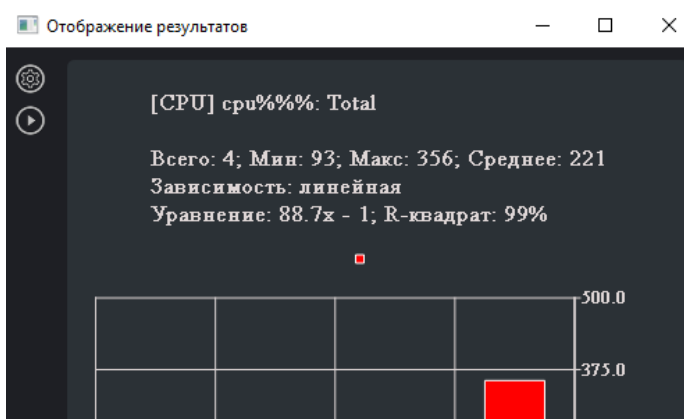 Отображение результатов
[CPU] cpu%%%: Total
Всего: 4; Мин: 93; Макс: 356; Среднее: 221
Зависимость: линейная
Уравнение: 88.7x - 1; R-квадрат: 99%
500.0
375.0